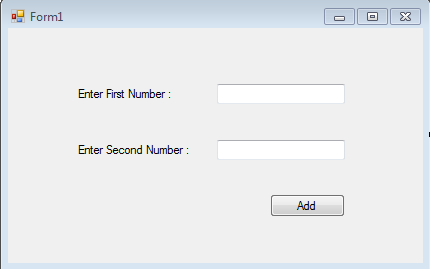 Form1
Enter First Number :
Enter Second Number :
Add